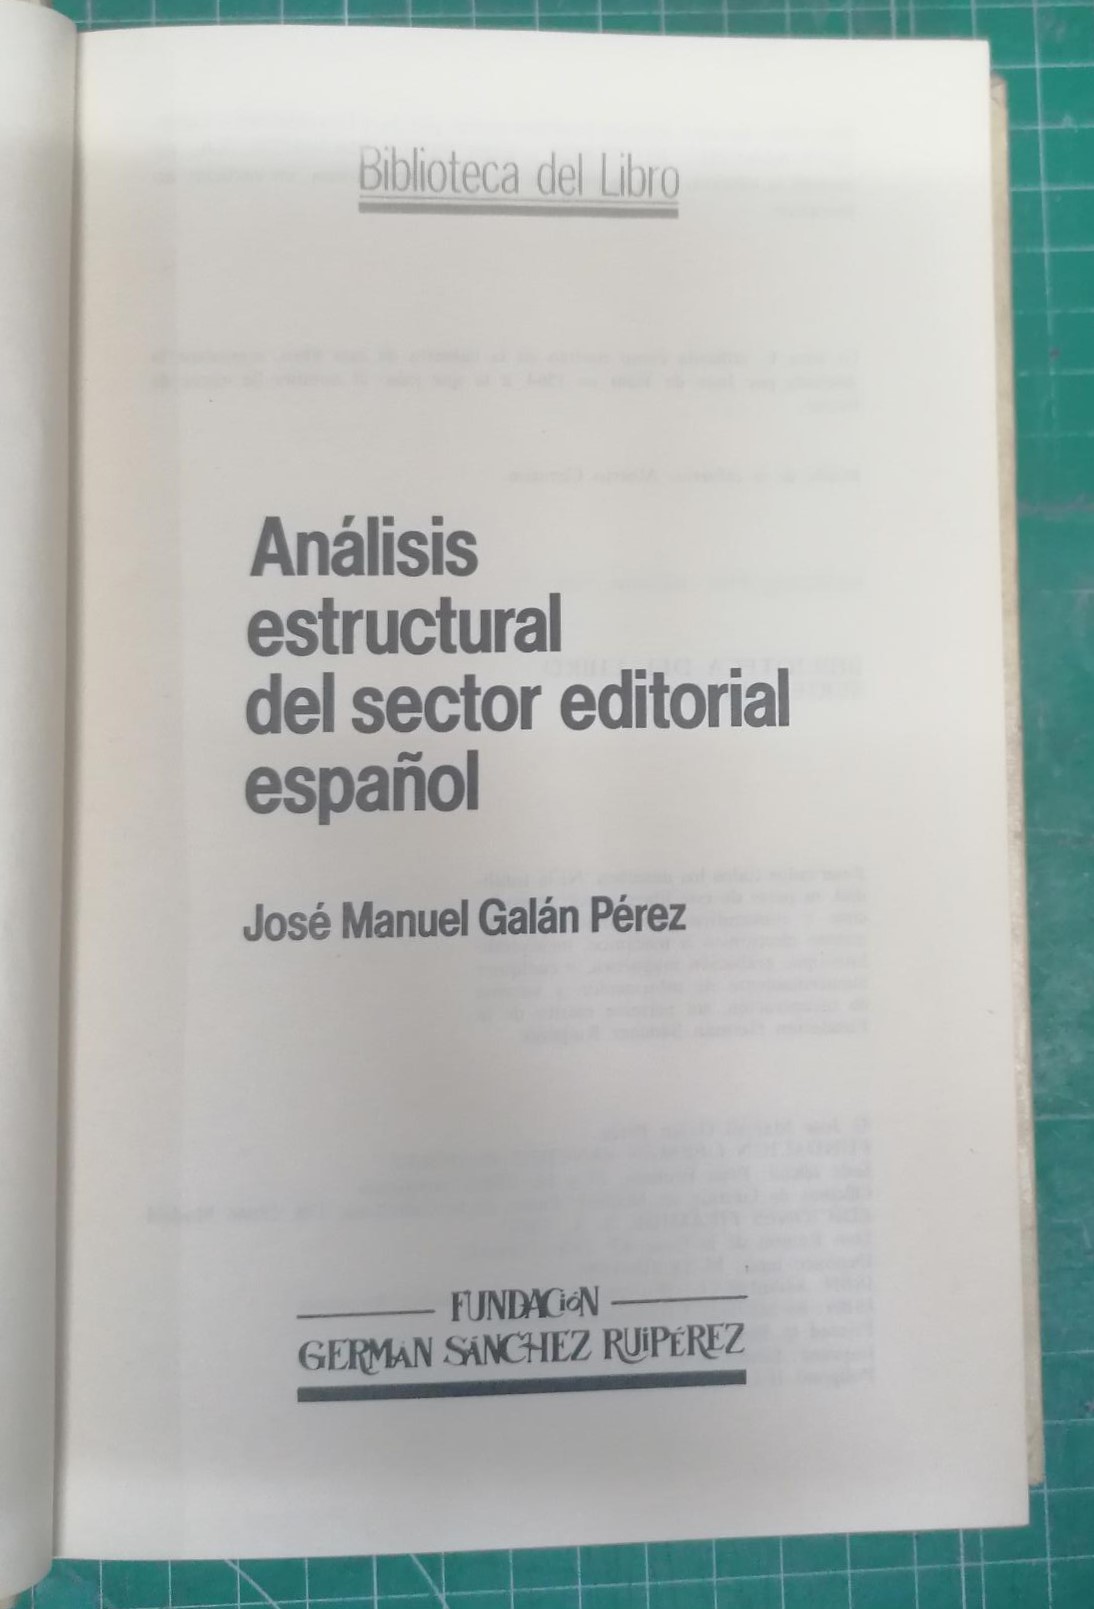 Biblioteca del Libro
Análisis
estructural
del sector editorial
español
José Manuel Galán Pérez
FUNDACiÓN
GERMÁN SÁNCHEZ RUiPÉREZ